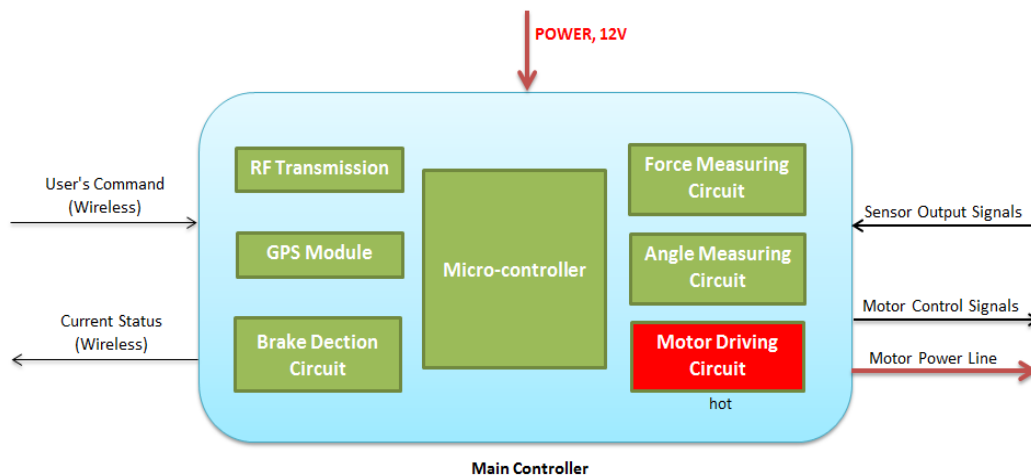 POWER, 12V
RF Transmission
GPS Module
Brake Dection
Circuit
Micro-controller
Force Measuring
Circuit
Angle Measuring
Circuit
Motor Driving
Circuit
hot
User's Command
(Wireless)
Current Status
(Wireless)
Sensor Output Signals
Motor Control Signals
Motor Power Line
Main Controller